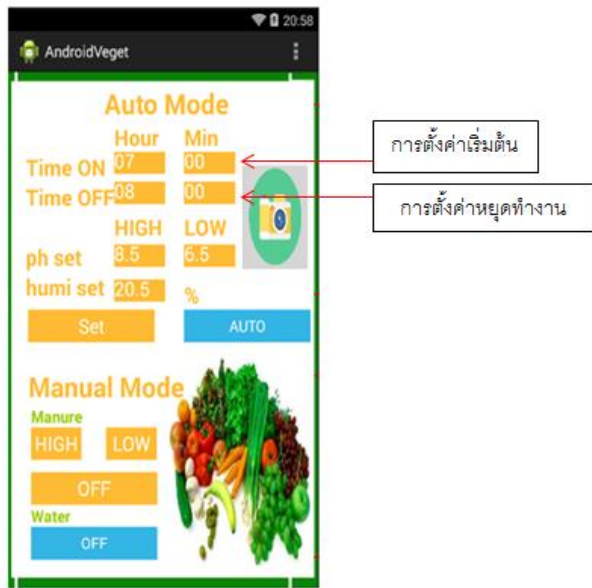 20:58
AndroidVeget
Auto Mode
Hour Min
Time ON 07 00
Time OFF 08 00
HIGH LOW
ph set 8.5 6.5
humi set 20.5 %
Set AUTO
Manual Mode
Manure
HIGH LOW
OFF
Water
OFF
การตั้งค่าเริ่มต้น
การตั้งค่าหยุดทำงาน